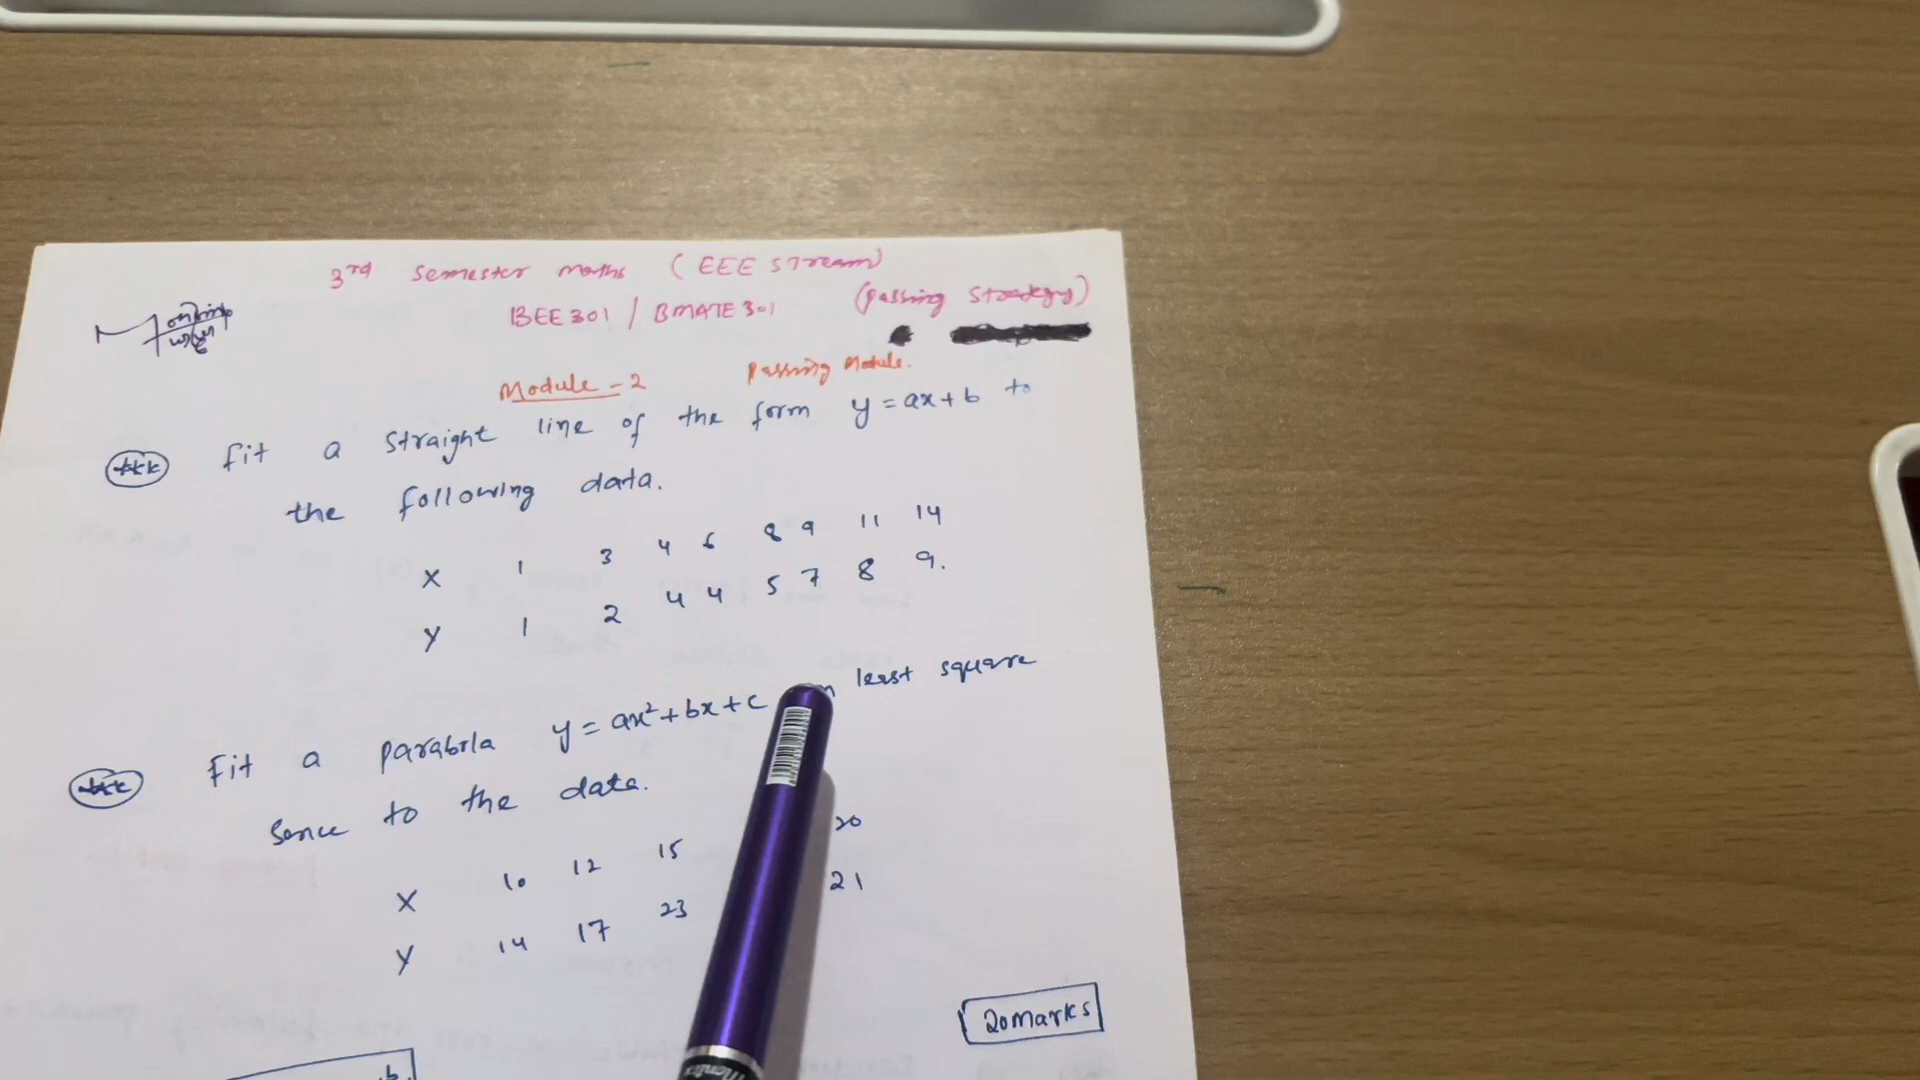 3rd Semester maths (EEE Stream)
BEE301 / BMATE301 (Passing Strategy)
Module-2 Passing Module.
Fit a straight line of the form y = ax+b to
the following data.
X 1 3 4 6 8 9 11 14
Y 1 2 4 4 5 7 8 9.
Fit a parabola y = ax²+bx+c least square
Sence to the data.
X 10 12 15 20
Y 14 17 23 21
20marks